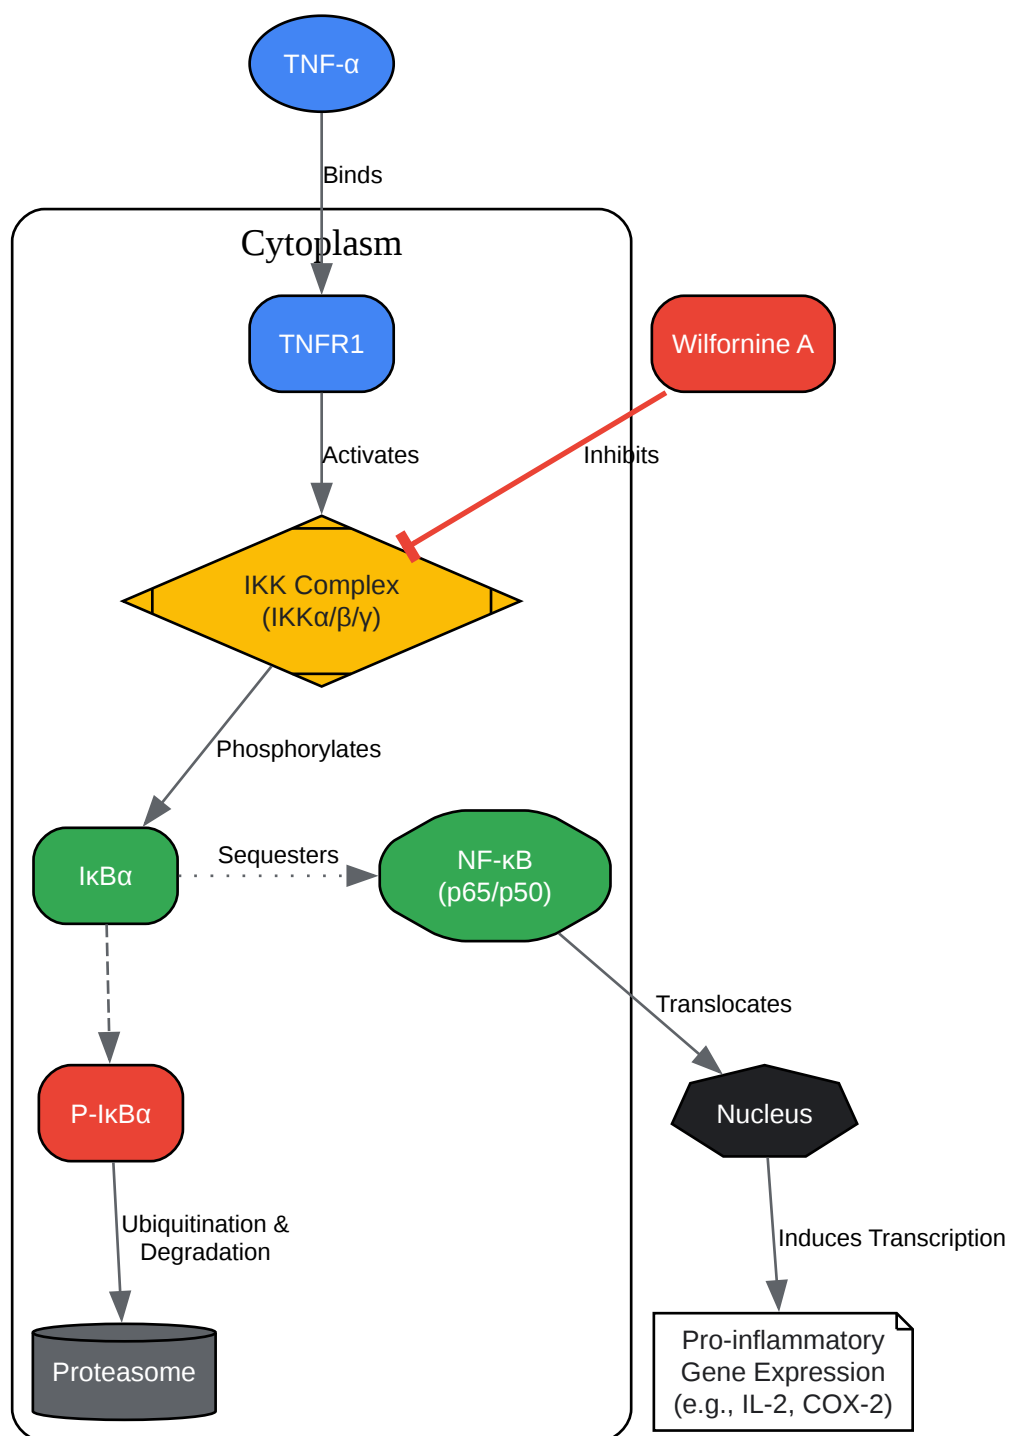 TNF-α
Binds
Cytoplasm
TNFR1
Wilfornine A
Activates
Inhibits
IKK Complex
(IKKα/β/γ)
Phosphorylates
IκBα
Sequesters
NF-κB
(p65/p50)
Translocates
P-IκBα
Nucleus
Ubiquitination &
Degradation
Induces Transcription
Proteasome
Pro-inflammatory
Gene Expression
(e.g., IL-2, COX-2)